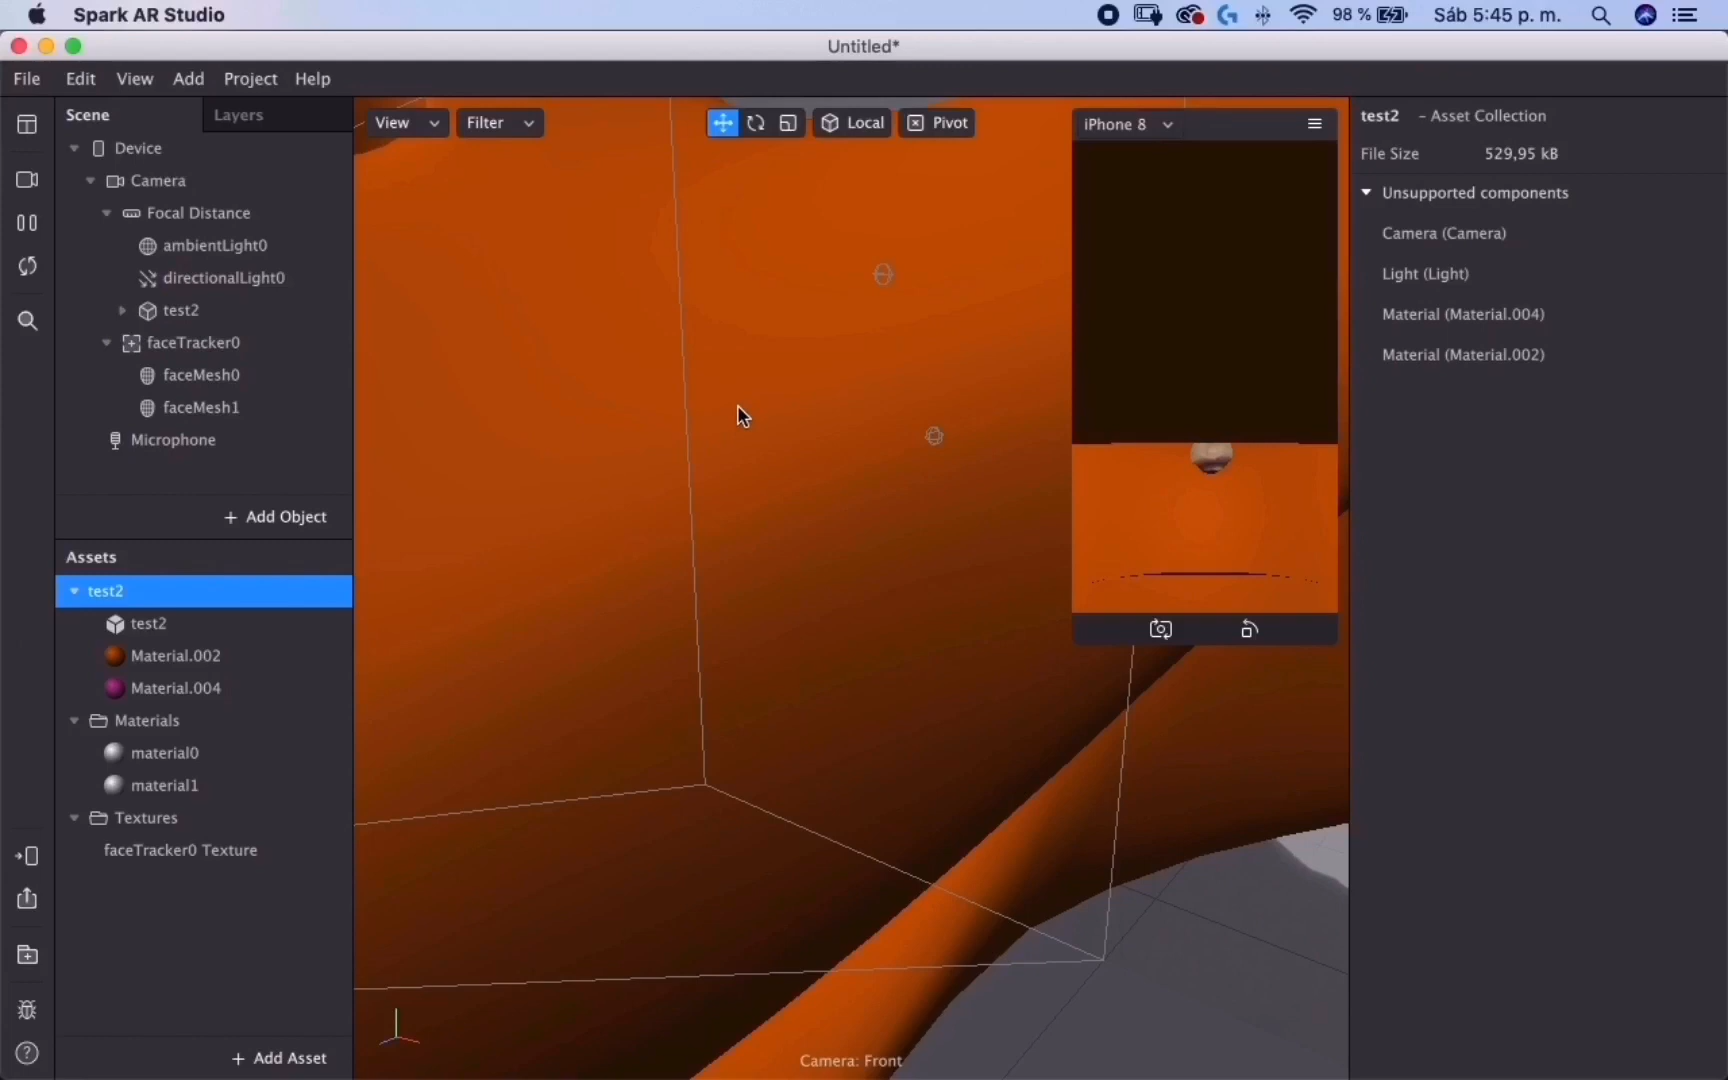 Spark AR Studio
98 %
Sáb 5:45 p. m.
Untitled*
File Edit View Add Project Help
Scene
Layers
Device
Camera
Focal Distance
ambientLight0
directionalLight0
test2
faceTracker0
faceMesh0
faceMesh1
Microphone
+ Add Object
Assets
test2
test2
Material.002
Material.004
Materials
material0
material1
Textures
faceTracker0 Texture
+ Add Asset
View
Filter
Local
Pivot
iPhone 8
Camera: Front
test2 – Asset Collection
File Size 529,95 kB
Unsupported components
Camera (Camera)
Light (Light)
Material (Material.004)
Material (Material.002)